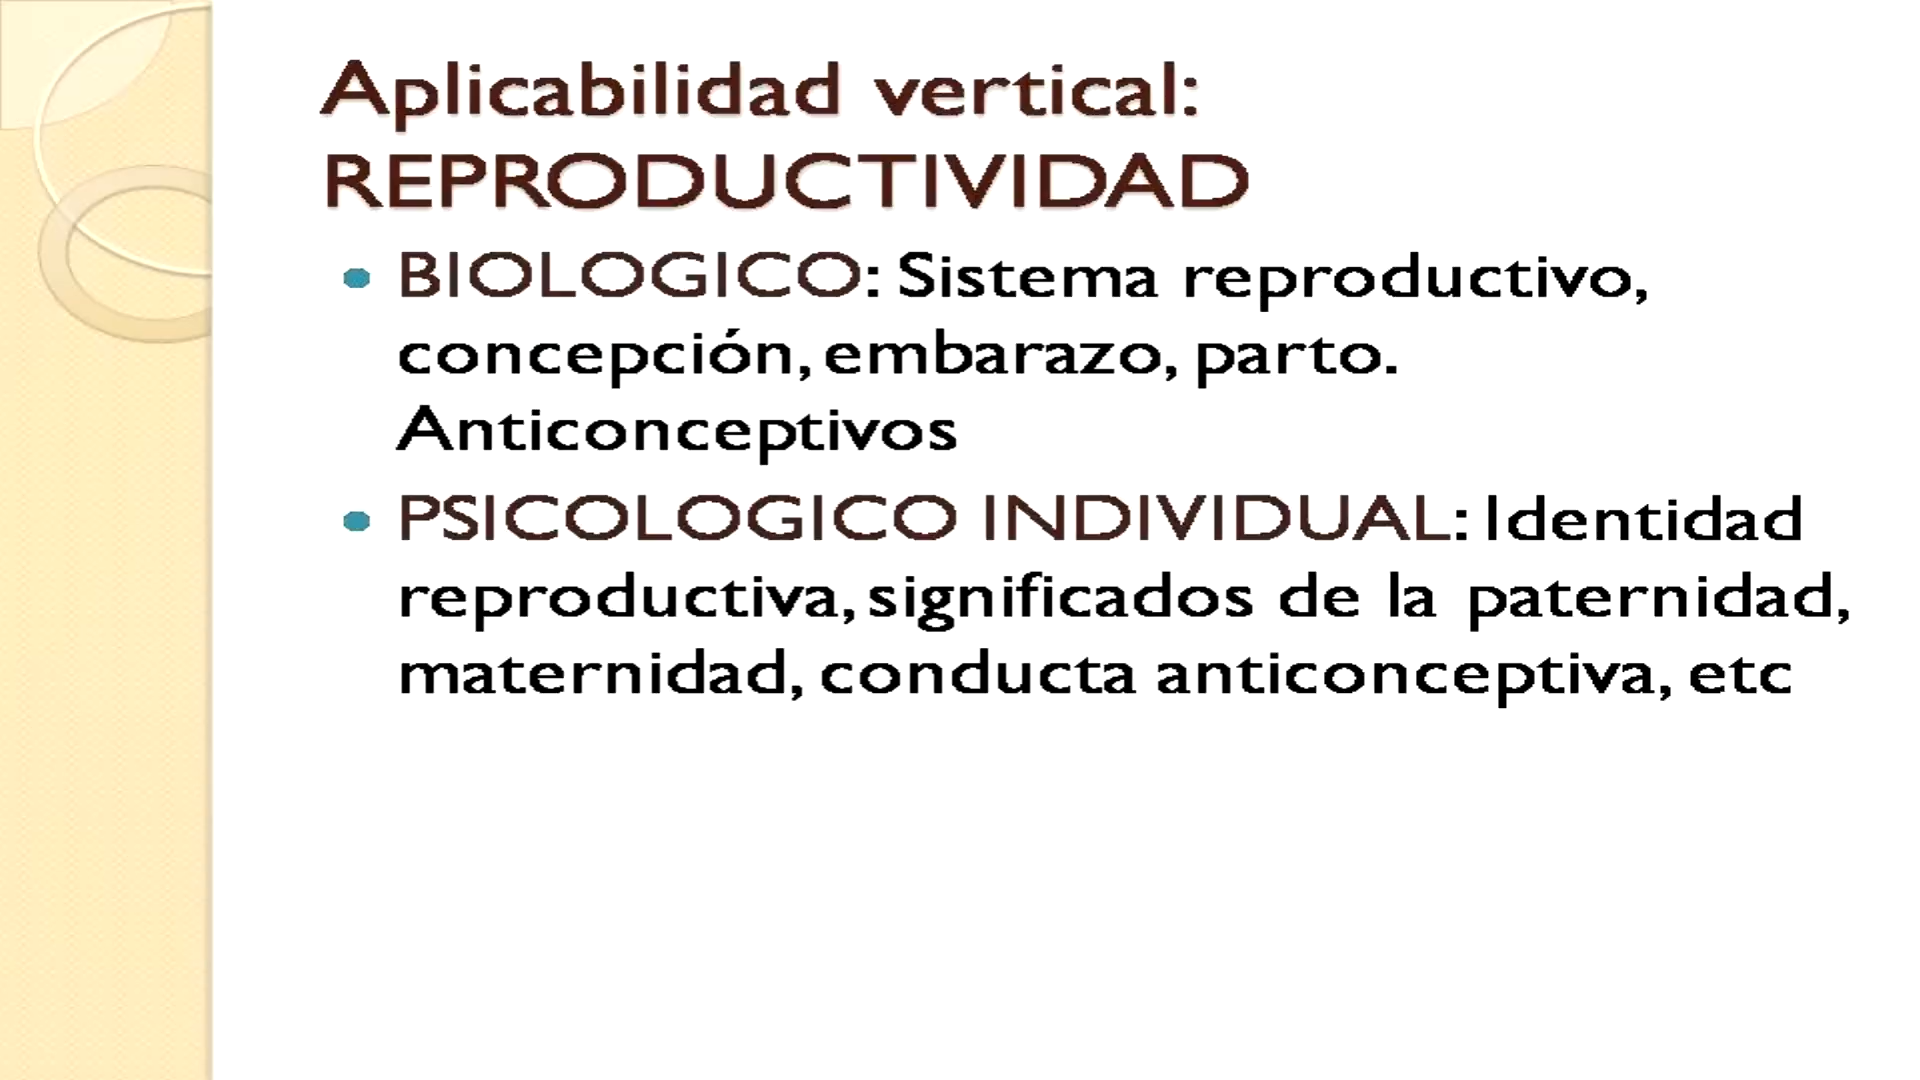 Aplicabilidad vertical:
REPRODUCTIVIDAD
BIOLOGICO: Sistema reproductivo,
concepción, embarazo, parto.
Anticonceptivos
PSICOLOGICO INDIVIDUAL: Identidad
reproductiva, significados de la paternidad,
maternidad, conducta anticonceptiva, etc